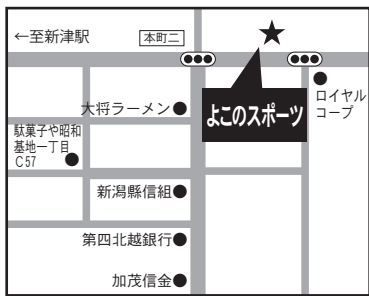 ←至新津駅
本町二
ロイヤル
コープ
大将ラーメン
よこのスポーツ
駄菓子や昭和
基地一丁目
C57
新潟縣信組
第四北越銀行
加茂信金